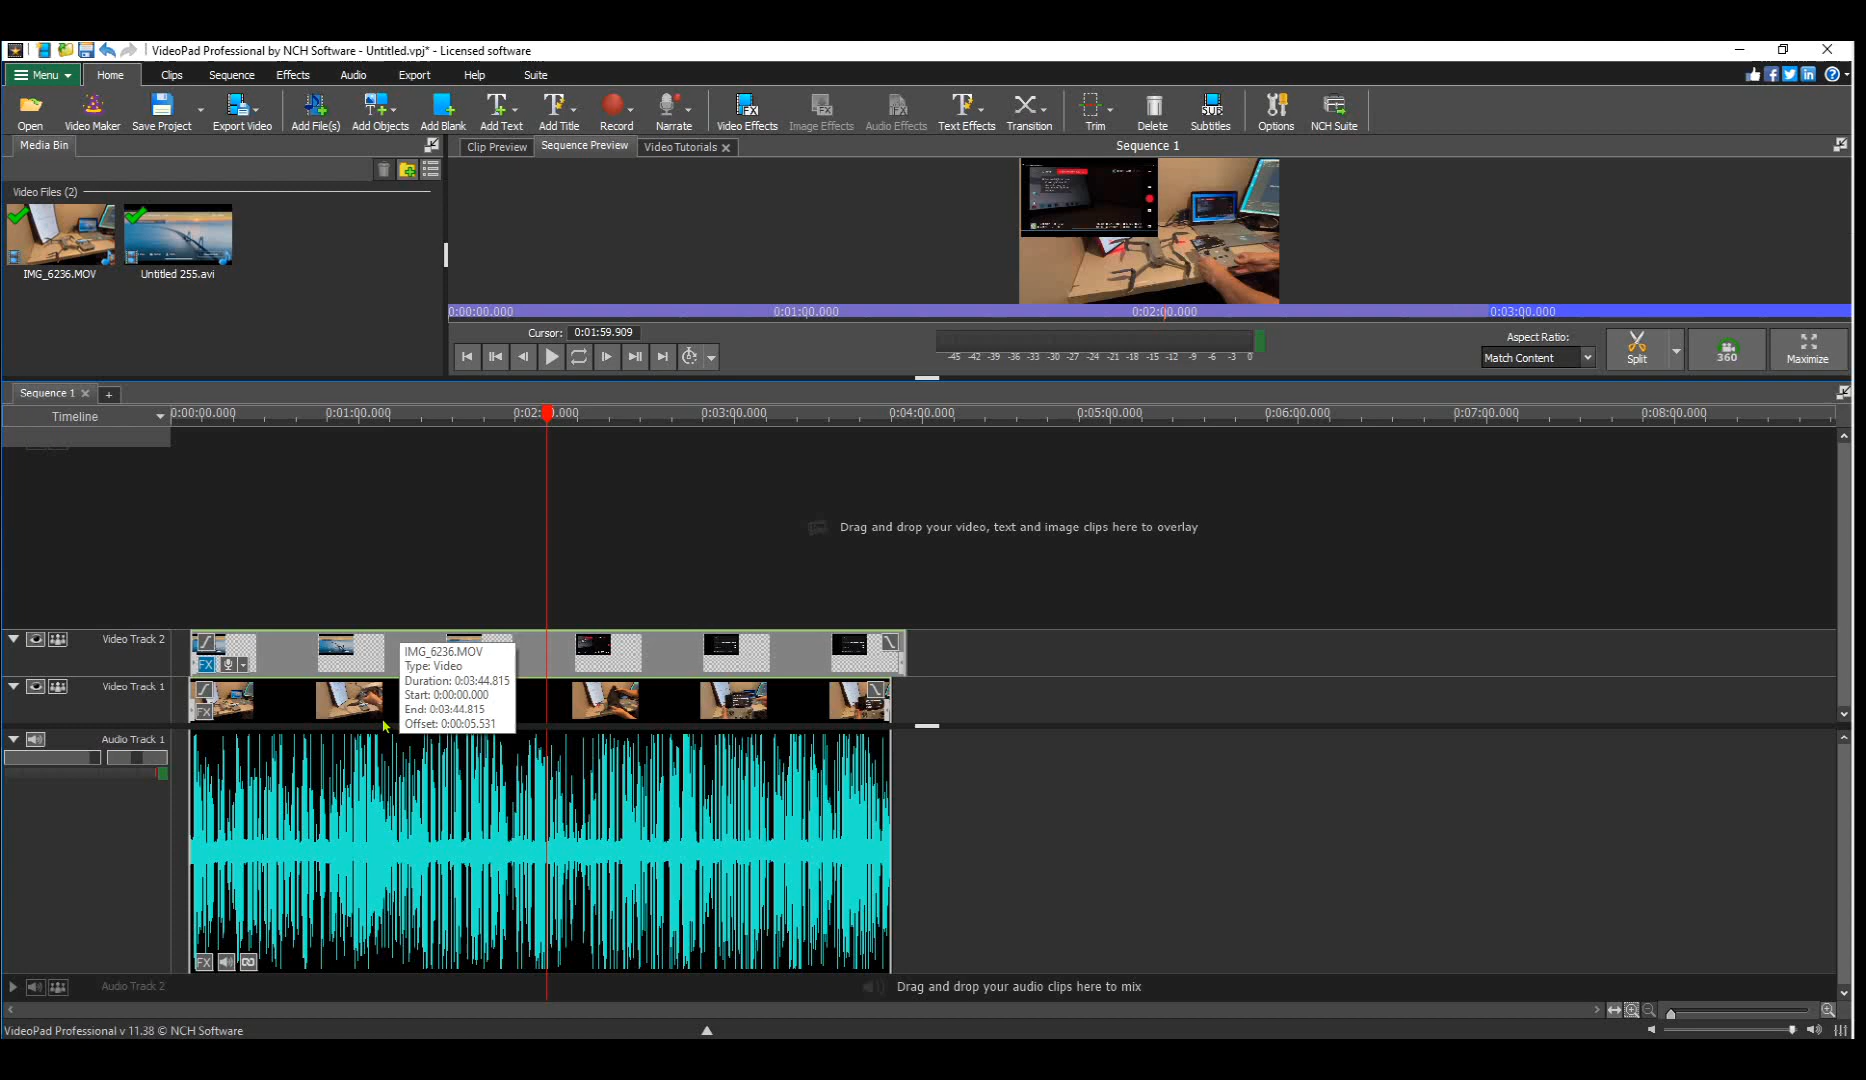 VideoPad Professional by NCH Software - Untitled.vpj* - Licensed software
Menu Home Clips Sequence Effects Audio Export Help Suite
Open Video Maker Save Project Export Video Add File(s) Add Objects Add Blank Add Text Add Title Record Narrate Video Effects Image Effects Audio Effects Text Effects Transition Trim Delete Subtitles Options NCH Suite
Media Bin
Clip Preview Sequence Preview Video Tutorials Sequence 1
Video Files (2)
IMG_6236.MOV Untitled 255.avi
0:00:00.000 0:01:00.000 0:02:00.000 0:03:00.000
Cursor: 0:01:59.909
-45 -42 -39 -36 -33 -30 -27 -24 -21 -18 -15 -12 -9 -6 -3 0
Aspect Ratio:
Match Content
Split 360 Maximize
Sequence 1
Timeline
0:00:00.000 0:01:00.000 0:02: .000 0:03:00.000 0:04:00.000 0:05:00.000 0:06:00.000 0:07:00.000 0:08:00.000
Drag and drop your video, text and image clips here to overlay
Video Track 2
FX
Video Track 1
FX
IMG_6236.MOV
Type: Video
Duration: 0:03:44.815
Start: 0:00:00.000
End: 0:03:44.815
Offset: 0:00:05.531
Audio Track 1
FX
Audio Track 2
Drag and drop your audio clips here to mix
VideoPad Professional v 11.38 © NCH Software